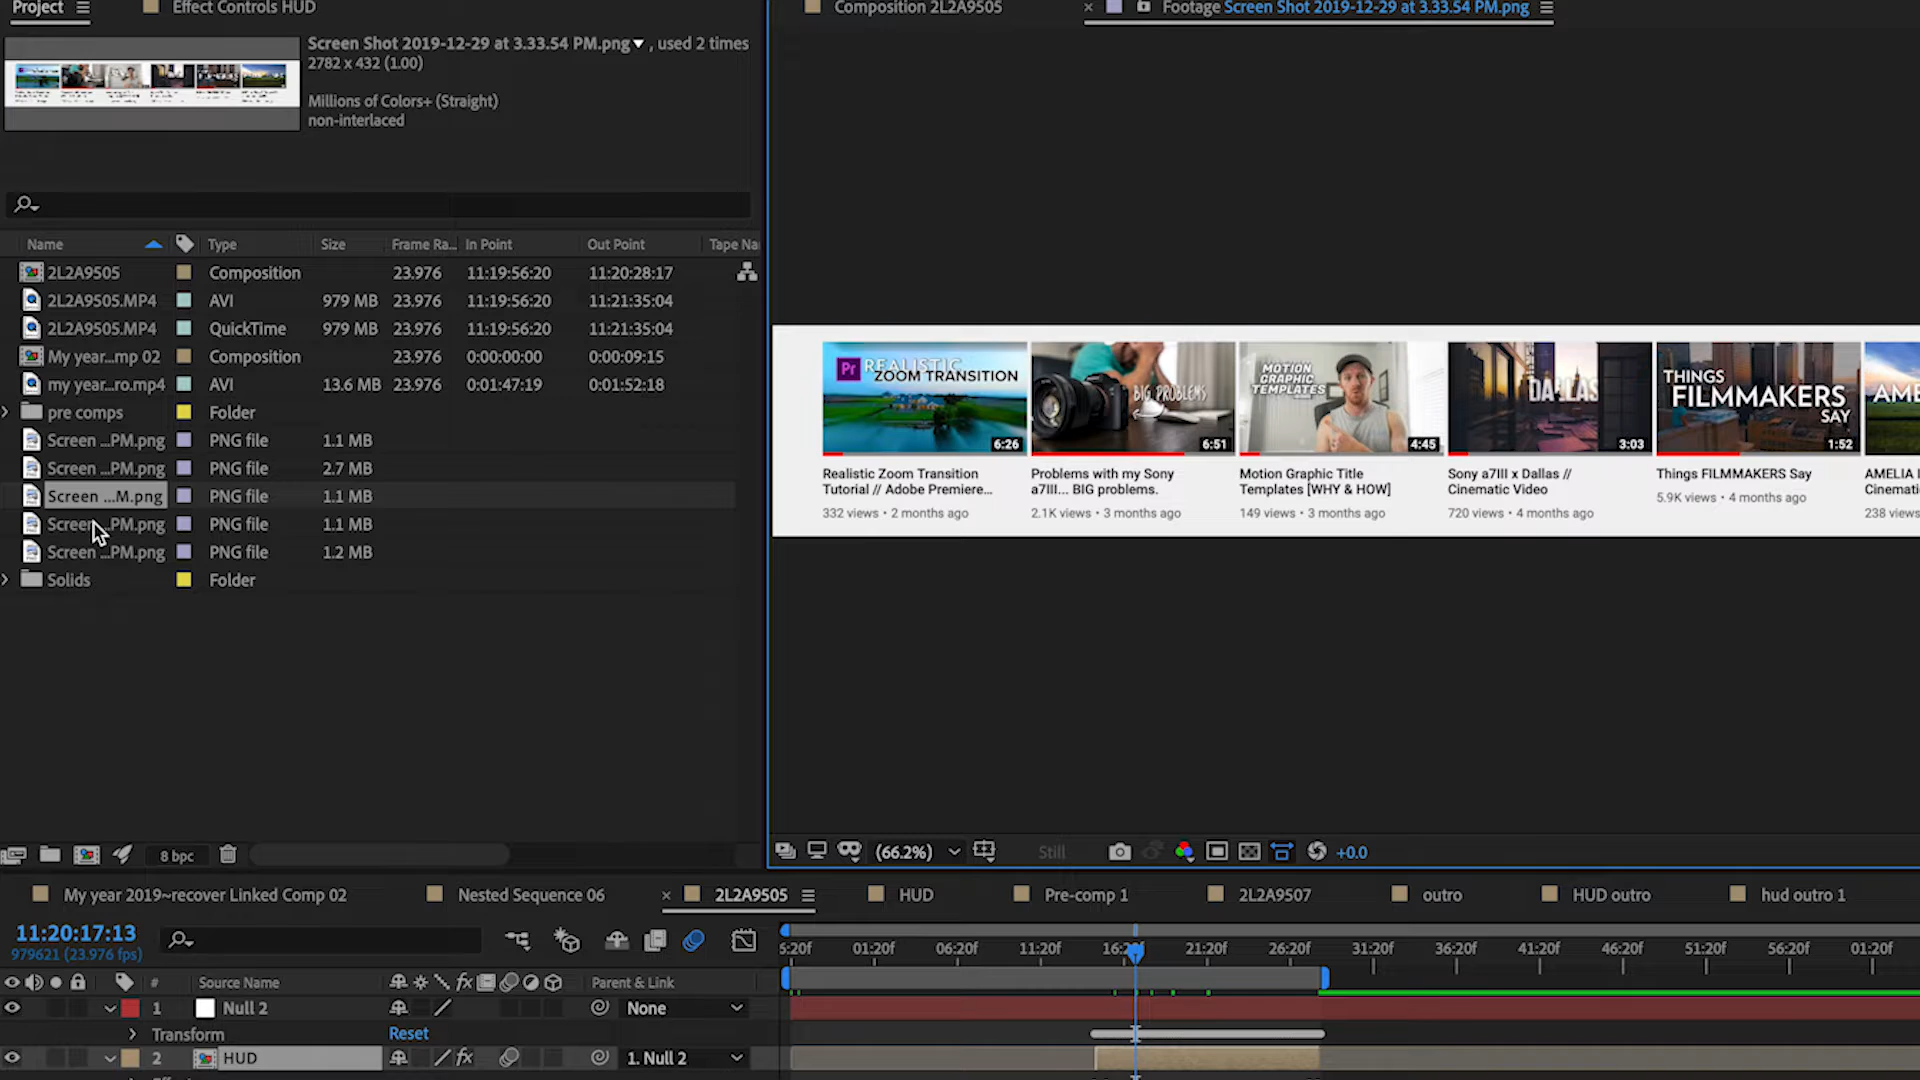 Project
Effect Controls HUD
Composition 2L2A9505
Footage Screen Shot 2019-12-29 at 3.33.54 PM.png
Screen Shot 2019-12-29 at 3.33.54 PM.png , used 2 times
2782 x 432 (1.00)
Millions of Colors+ (Straight)
non-interlaced
Name Type Size Frame Ra... In Point Out Point Tape Na
2L2A9505 Composition 23.976 11:19:56:20 11:20:28:17
2L2A9505.MP4 AVI 979 MB 23.976 11:19:56:20 11:21:35:04
2L2A9505.MP4 QuickTime 979 MB 23.976 11:19:56:20 11:21:35:04
My year...mp 02 Composition 23.976 0:00:00:00 0:00:09:15
my year...ro.mp4 AVI 13.6 MB 23.976 0:01:47:19 0:01:52:18
pre comps Folder
Screen ...PM.png PNG file 1.1 MB
Screen ...PM.png PNG file 2.7 MB
Screen ...M.png PNG file 1.1 MB
Screen ...PM.png PNG file 1.1 MB
Screen ...PM.png PNG file 1.2 MB
Solids Folder
Pr REALISTIC
ZOOM TRANSITION
6:26
BIG PROBLEMS
6:51
MOTION
GRAPHIC
TEMPLATES
4:45
DALLAS
3:03
THINGS
FILMMAKERS
SAY
1:52
AME
Realistic Zoom Transition
Tutorial // Adobe Premiere...
332 views • 2 months ago
Problems with my Sony
a7III... BIG problems.
2.1K views • 3 months ago
Motion Graphic Title
Templates [WHY & HOW]
149 views • 3 months ago
Sony a7III x Dallas //
Cinematic Video
720 views • 4 months ago
Things FILMMAKERS Say
5.9K views • 4 months ago
AMELIA I
Cinemati
238 views
8 bpc
(66.2%)
Still
+0.0
My year 2019~recover Linked Comp 02
Nested Sequence 06
2L2A9505
HUD
Pre-comp 1
2L2A9507
outro
HUD outro
hud outro 1
11:20:17:13
979621 (23.976 fps)
5:20f 01:20f 06:20f 11:20f 16:20f 21:20f 26:20f 31:20f 36:20f 41:20f 46:20f 51:20f 56:20f 01:20f
# Source Name fx Parent & Link
1 Null 2 None
Transform Reset
2 HUD fx 1. Null 2